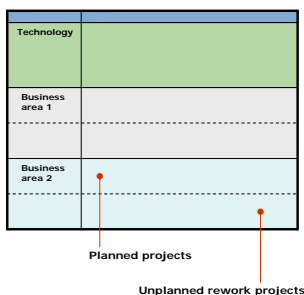 Technology
Business
area 1
Business
area 2
Planned projects
Unplanned rework projects